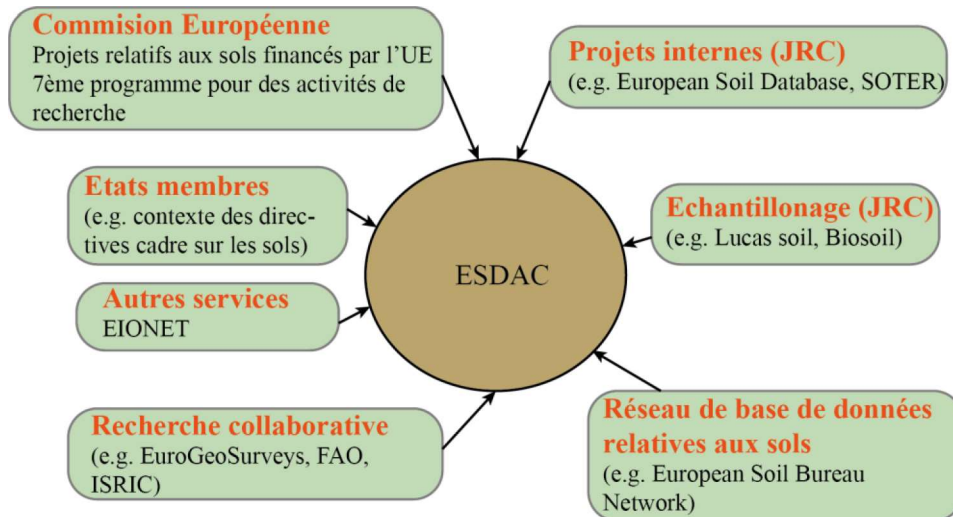 Commision Européenne
Projets relatifs aux sols financés par l'UE
7ème programme pour des activités de
recherche
Projets internes (JRC)
(e.g. European Soil Database, SOTER)
Etats membres
(e.g. contexte des direc-
tives cadre sur les sols)
Echantillonage (JRC)
(e.g. Lucas soil, Biosoil)
ESDAC
Autres services
EIONET
Recherche collaborative
(e.g. EuroGeoSurveys, FAO,
ISRIC)
Réseau de base de données
relatives aux sols
(e.g. European Soil Bureau
Network)